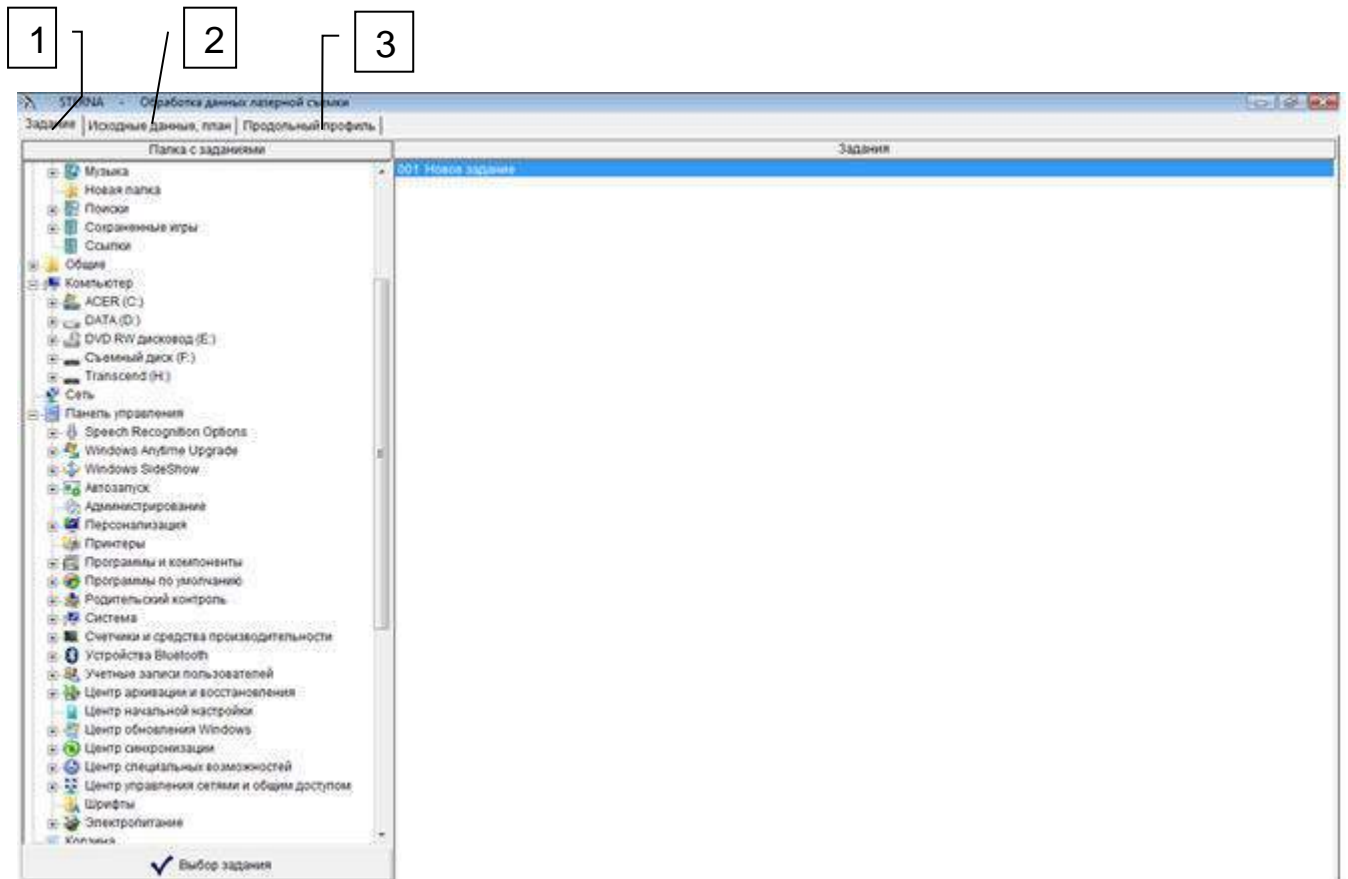 1 2 3
STERNA - Обработка данных лазерной съемки
Задание Исходные данные, план Продольный профиль
Папка с заданиями Задания
001 Новое задание
Музыка
Новая папка
Поиски
Сохраненные игры
Ссылки
Общие
Компьютер
ACER (C:)
DATA (D:)
DVD RW дисковод (E:)
Съемный диск (F:)
Transcend (H:)
Сеть
Панель управления
Speech Recognition Options
Windows Anytime Upgrade
Windows SideShow
Автозапуск
Администрирование
Персонализация
Принтеры
Программы и компоненты
Программы по умолчанию
Родительский контроль
Система
Счетчики и средства производительности
Устройства Bluetooth
Учетные записи пользователей
Центр архивации и восстановления
Центр начальной настройки
Центр обновления Windows
Центр синхронизации
Центр специальных возможностей
Центр управления сетями и общим доступом
Шрифты
Электропитание
Корзина
Выбор задания